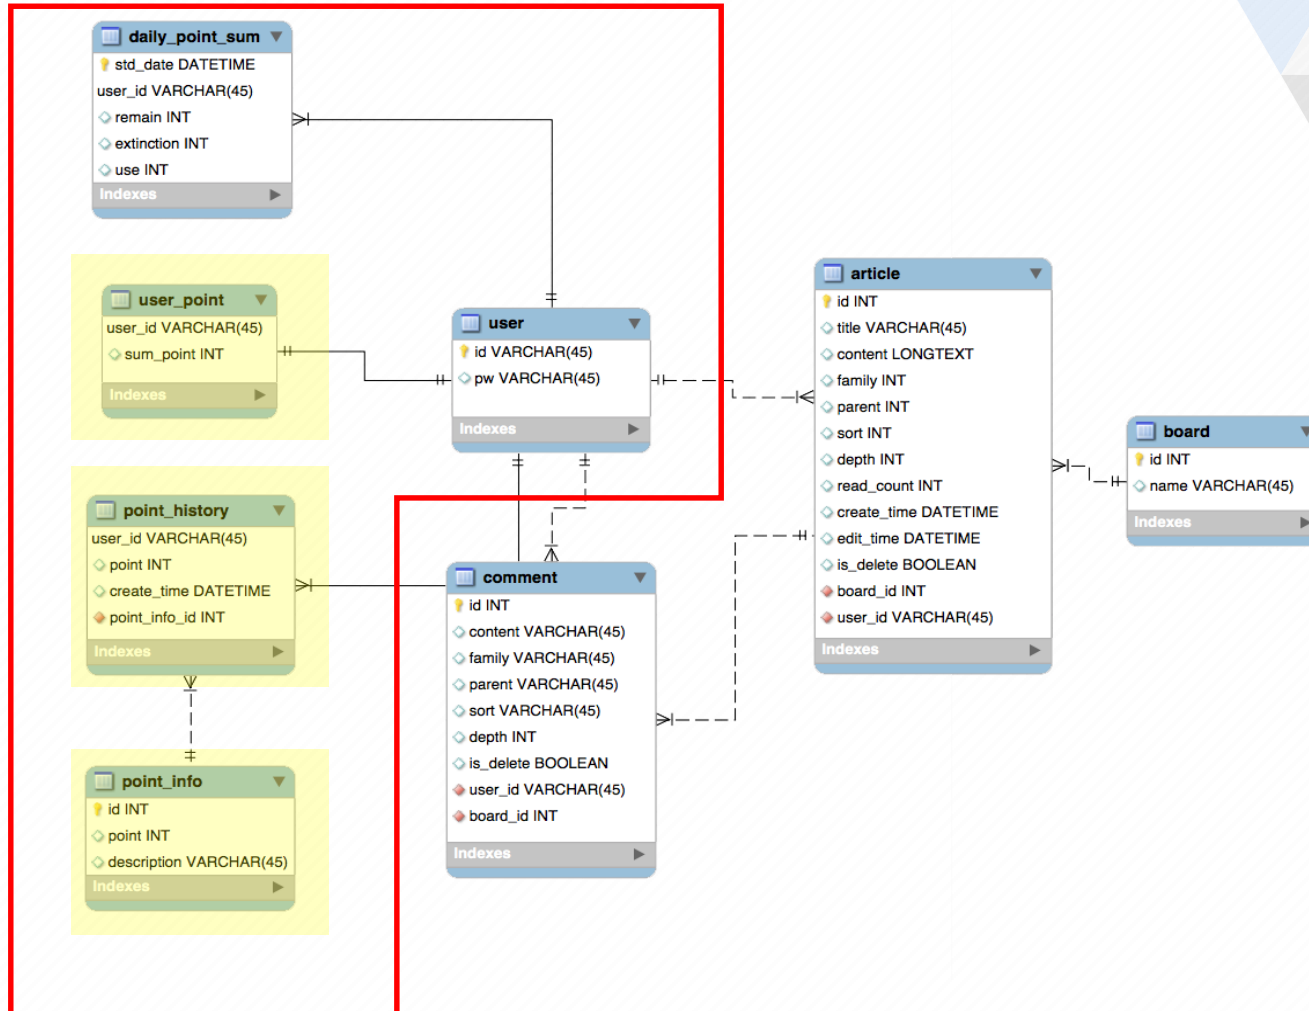 daily_point_sum
std_date DATETIME
user_id VARCHAR(45)
remain INT
extinction INT
use INT
Indexes
user_point
user_id VARCHAR(45)
sum_point INT
Indexes
user
id VARCHAR(45)
pw VARCHAR(45)
Indexes
point_history
user_id VARCHAR(45)
point INT
create_time DATETIME
point_info_id INT
Indexes
point_info
id INT
point INT
description VARCHAR(45)
Indexes
comment
id INT
content VARCHAR(45)
family VARCHAR(45)
parent VARCHAR(45)
sort VARCHAR(45)
depth INT
is_delete BOOLEAN
user_id VARCHAR(45)
board_id INT
Indexes
article
id INT
title VARCHAR(45)
content LONGTEXT
family INT
parent INT
sort INT
depth INT
read_count INT
create_time DATETIME
edit_time DATETIME
is_delete BOOLEAN
board_id INT
user_id VARCHAR(45)
Indexes
board
id INT
name VARCHAR(45)
Indexes